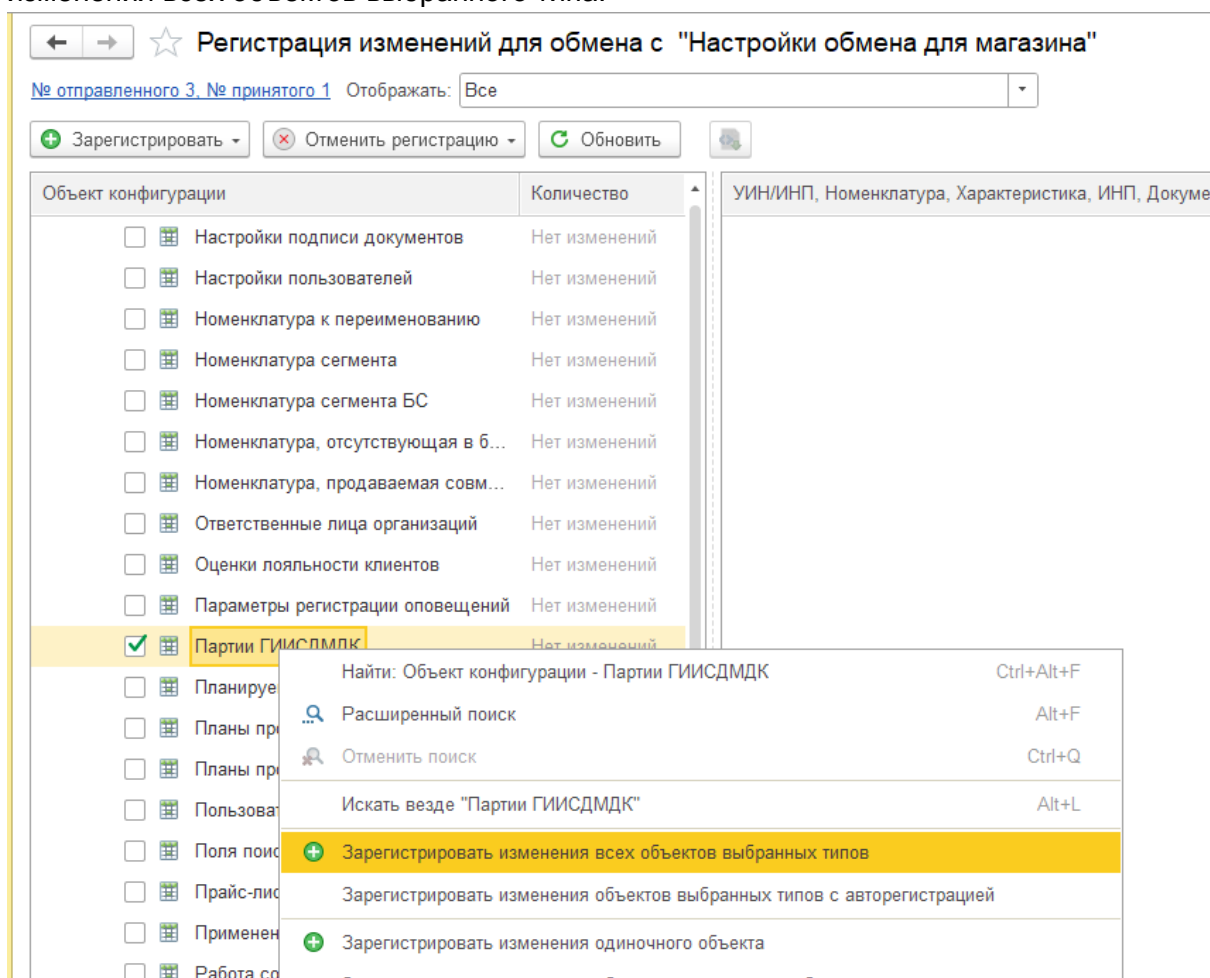 Регистрация изменений для обмена с "Настройки обмена для магазина"
№ отправленного 3, № принятого 1 Отображать: Все
Зарегистрировать Отменить регистрацию Обновить
Объект конфигурации Количество УИН/ИНП, Номенклатура, Характеристика, ИНП, Докуме
Настройки подписи документов Нет изменений
Настройки пользователей Нет изменений
Номенклатура к переименованию Нет изменений
Номенклатура сегмента Нет изменений
Номенклатура сегмента БС Нет изменений
Номенклатура, отсутствующая в б... Нет изменений
Номенклатура, продаваемая совм... Нет изменений
Ответственные лица организаций Нет изменений
Оценки лояльности клиентов Нет изменений
Параметры регистрации оповещений Нет изменений
Партии ГИИСДМДК Нет изменений
Найти: Объект конфигурации - Партии ГИИСДМДК Ctrl+Alt+F
Планируе
Расширенный поиск Alt+F
Планы пр
Отменить поиск Ctrl+Q
Планы пр
Искать везде "Партии ГИИСДМДК" Alt+L
Пользоват
Зарегистрировать изменения всех объектов выбранных типов
Поля поис
Зарегистрировать изменения объектов выбранных типов с авторегистрацией
Прайс-лис
Зарегистрировать изменения одиночного объекта
Применен
Работа со